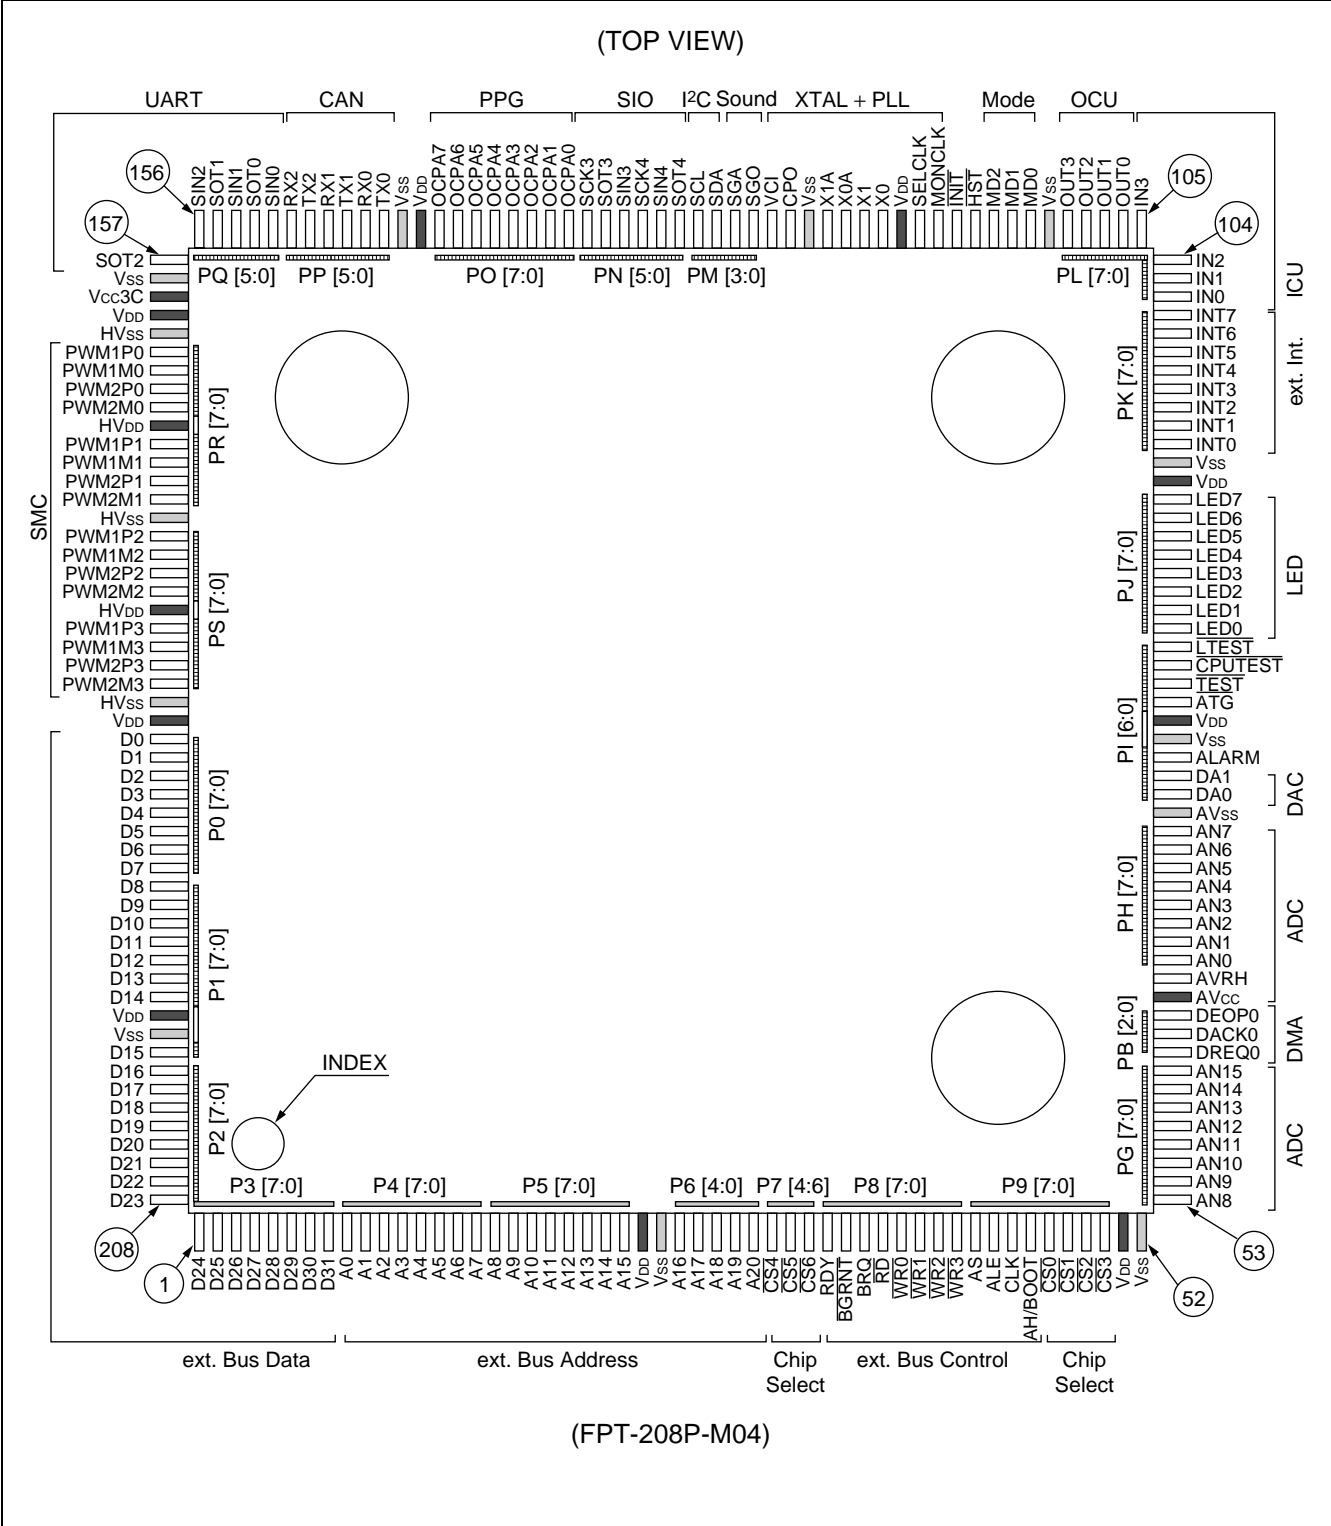 (TOP VIEW)
UART CAN PPG SIO I²C Sound XTAL + PLL Mode OCU
156
SIN2
SOT1
SIN1
SOT0
SIN0
RX2
TX2
RX1
TX1
RX0
TX0
VSS
VDD
OCPA7
OCPA6
OCPA5
OCPA4
OCPA3
OCPA2
OCPA1
OCPA0
SCK3
SOT3
SIN3
SCK4
SIN4
SOT4
SCL
SDA
SGA
SGO
VCI
CPO
VSS
X1A
X0A
X1
X0
VDD
SELCLK
MONCLK
INIT
HST
MD2
MD1
MD0
VSS
OUT3
OUT2
OUT1
OUT0
IN3
105
157
104
PQ [5:0] PP [5:0] PO [7:0] PN [5:0] PM [3:0] PL [7:0]
SOT2
VSS
VCC3C
VDD
HVSS
PWM1P0
PWM1M0
PWM2P0
PWM2M0
HVDD
PWM1P1
PWM1M1
PWM2P1
PWM2M1
HVSS
PWM1P2
PWM1M2
PWM2P2
PWM2M2
HVDD
PWM1P3
PWM1M3
PWM2P3
PWM2M3
HVSS
VDD
D0
D1
D2
D3
D4
D5
D6
D7
D8
D9
D10
D11
D12
D13
D14
VDD
VSS
D15
D16
D17
D18
D19
D20
D21
D22
D23
SMC
PR [7:0]
PS [7:0]
P0 [7:0]
P1 [7:0]
P2 [7:0]
INDEX
IN2
IN1
IN0
INT7
INT6
INT5
INT4
INT3
INT2
INT1
INT0
VSS
VDD
LED7
LED6
LED5
LED4
LED3
LED2
LED1
LED0
LTEST
CPUTEST
TEST
ATG
VDD
VSS
ALARM
DA1
DA0
AVSS
AN7
AN6
AN5
AN4
AN3
AN2
AN1
AN0
AVRH
AVCC
DEOP0
DACK0
DREQ0
AN15
AN14
AN13
AN12
AN11
AN10
AN9
AN8
PK [7:0]
PJ [7:0]
PI [6:0]
PH [7:0]
PB [2:0]
PG [7:0]
ICU
ext. Int.
LED
DAC
ADC
DMA
ADC
P3 [7:0] P4 [7:0] P5 [7:0] P6 [4:0] P7 [4:6] P8 [7:0] P9 [7:0]
208
1
53
52
D24
D25
D26
D27
D28
D29
D30
D31
A0
A1
A2
A3
A4
A5
A6
A7
A8
A9
A10
A11
A12
A13
A14
A15
VDD
VSS
A16
A17
A18
A19
A20
CS4
CS5
CS6
RDY
BGRNT
BRQ
RD
WR0
WR1
WR2
WR3
AS
ALE
CLK
AH/BOOT
CS0
CS1
CS2
CS3
VDD
VSS
ext. Bus Data ext. Bus Address Chip Select ext. Bus Control Chip Select
(FPT-208P-M04)